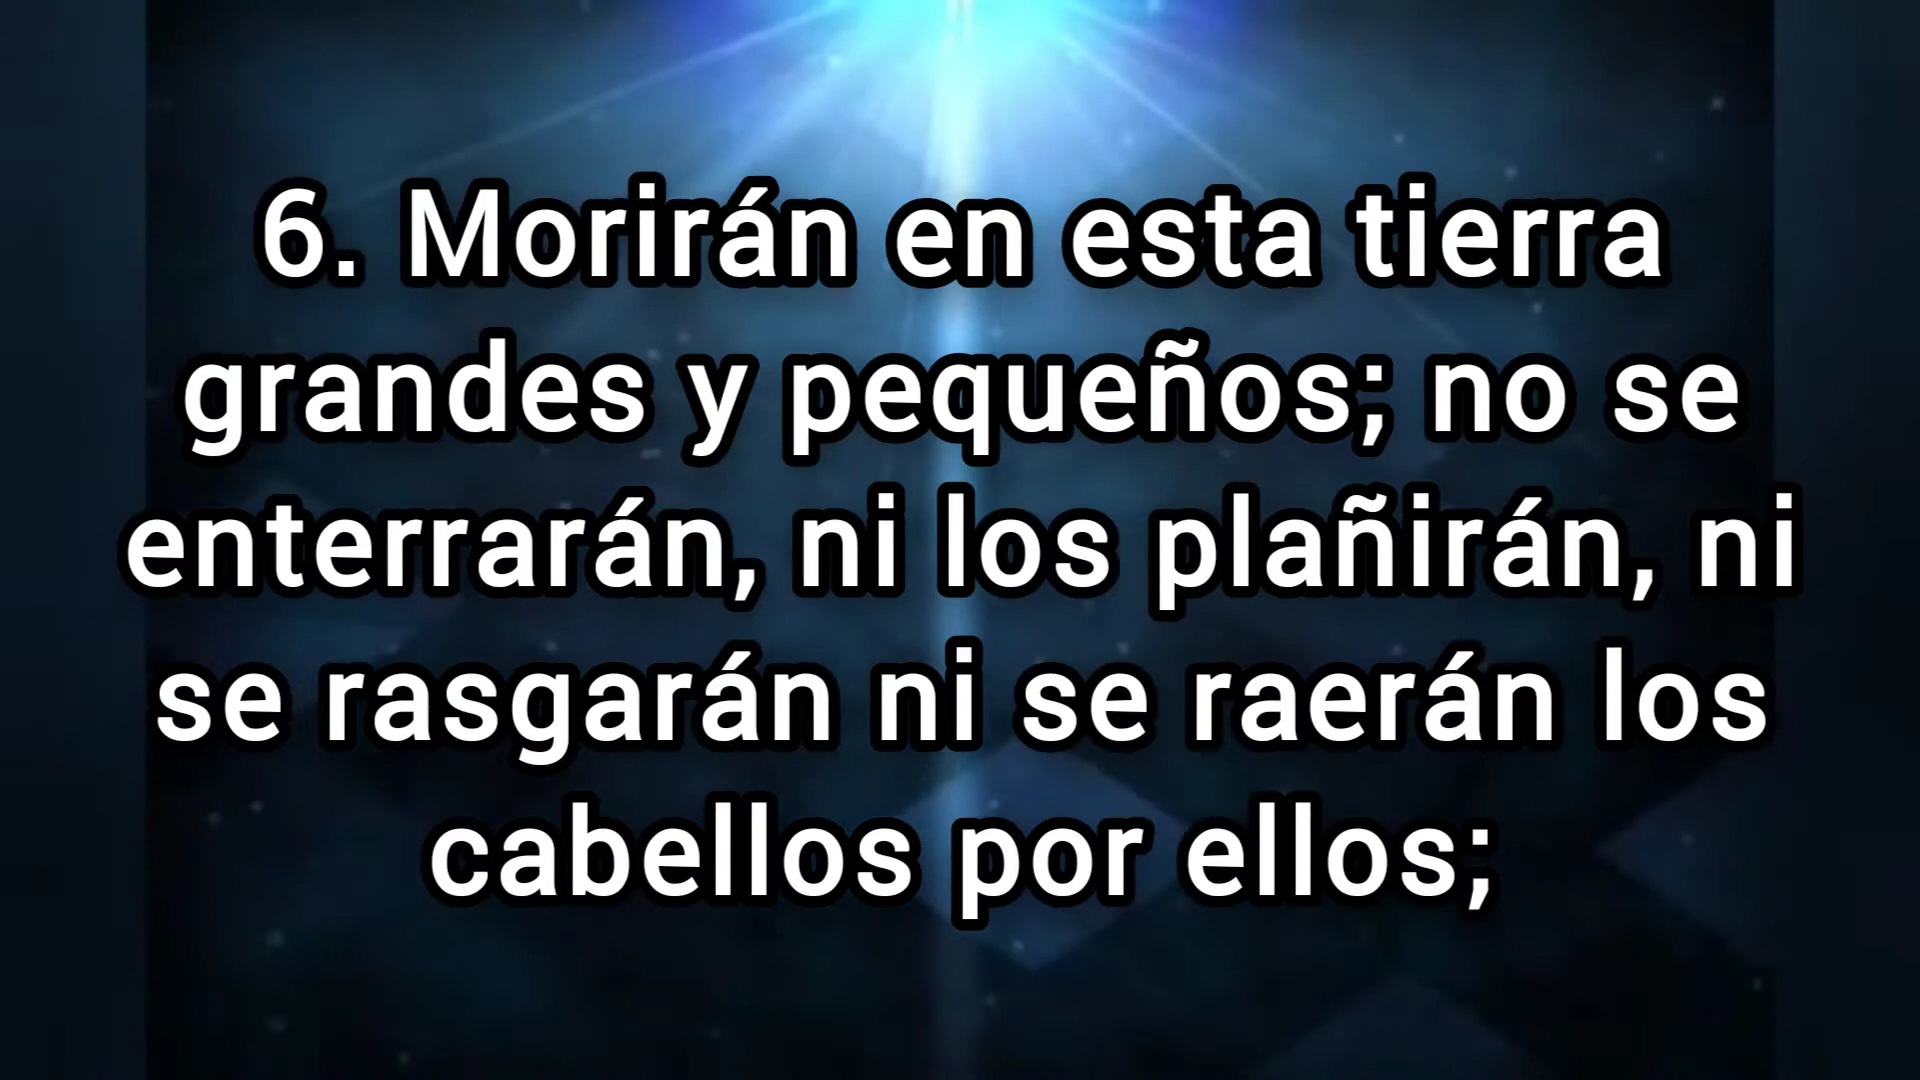 6. Morirán en esta tierra
grandes y pequeños; no se
enterrarán, ni los plañirán, ni
se rasgarán ni se raerán los
cabellos por ellos;